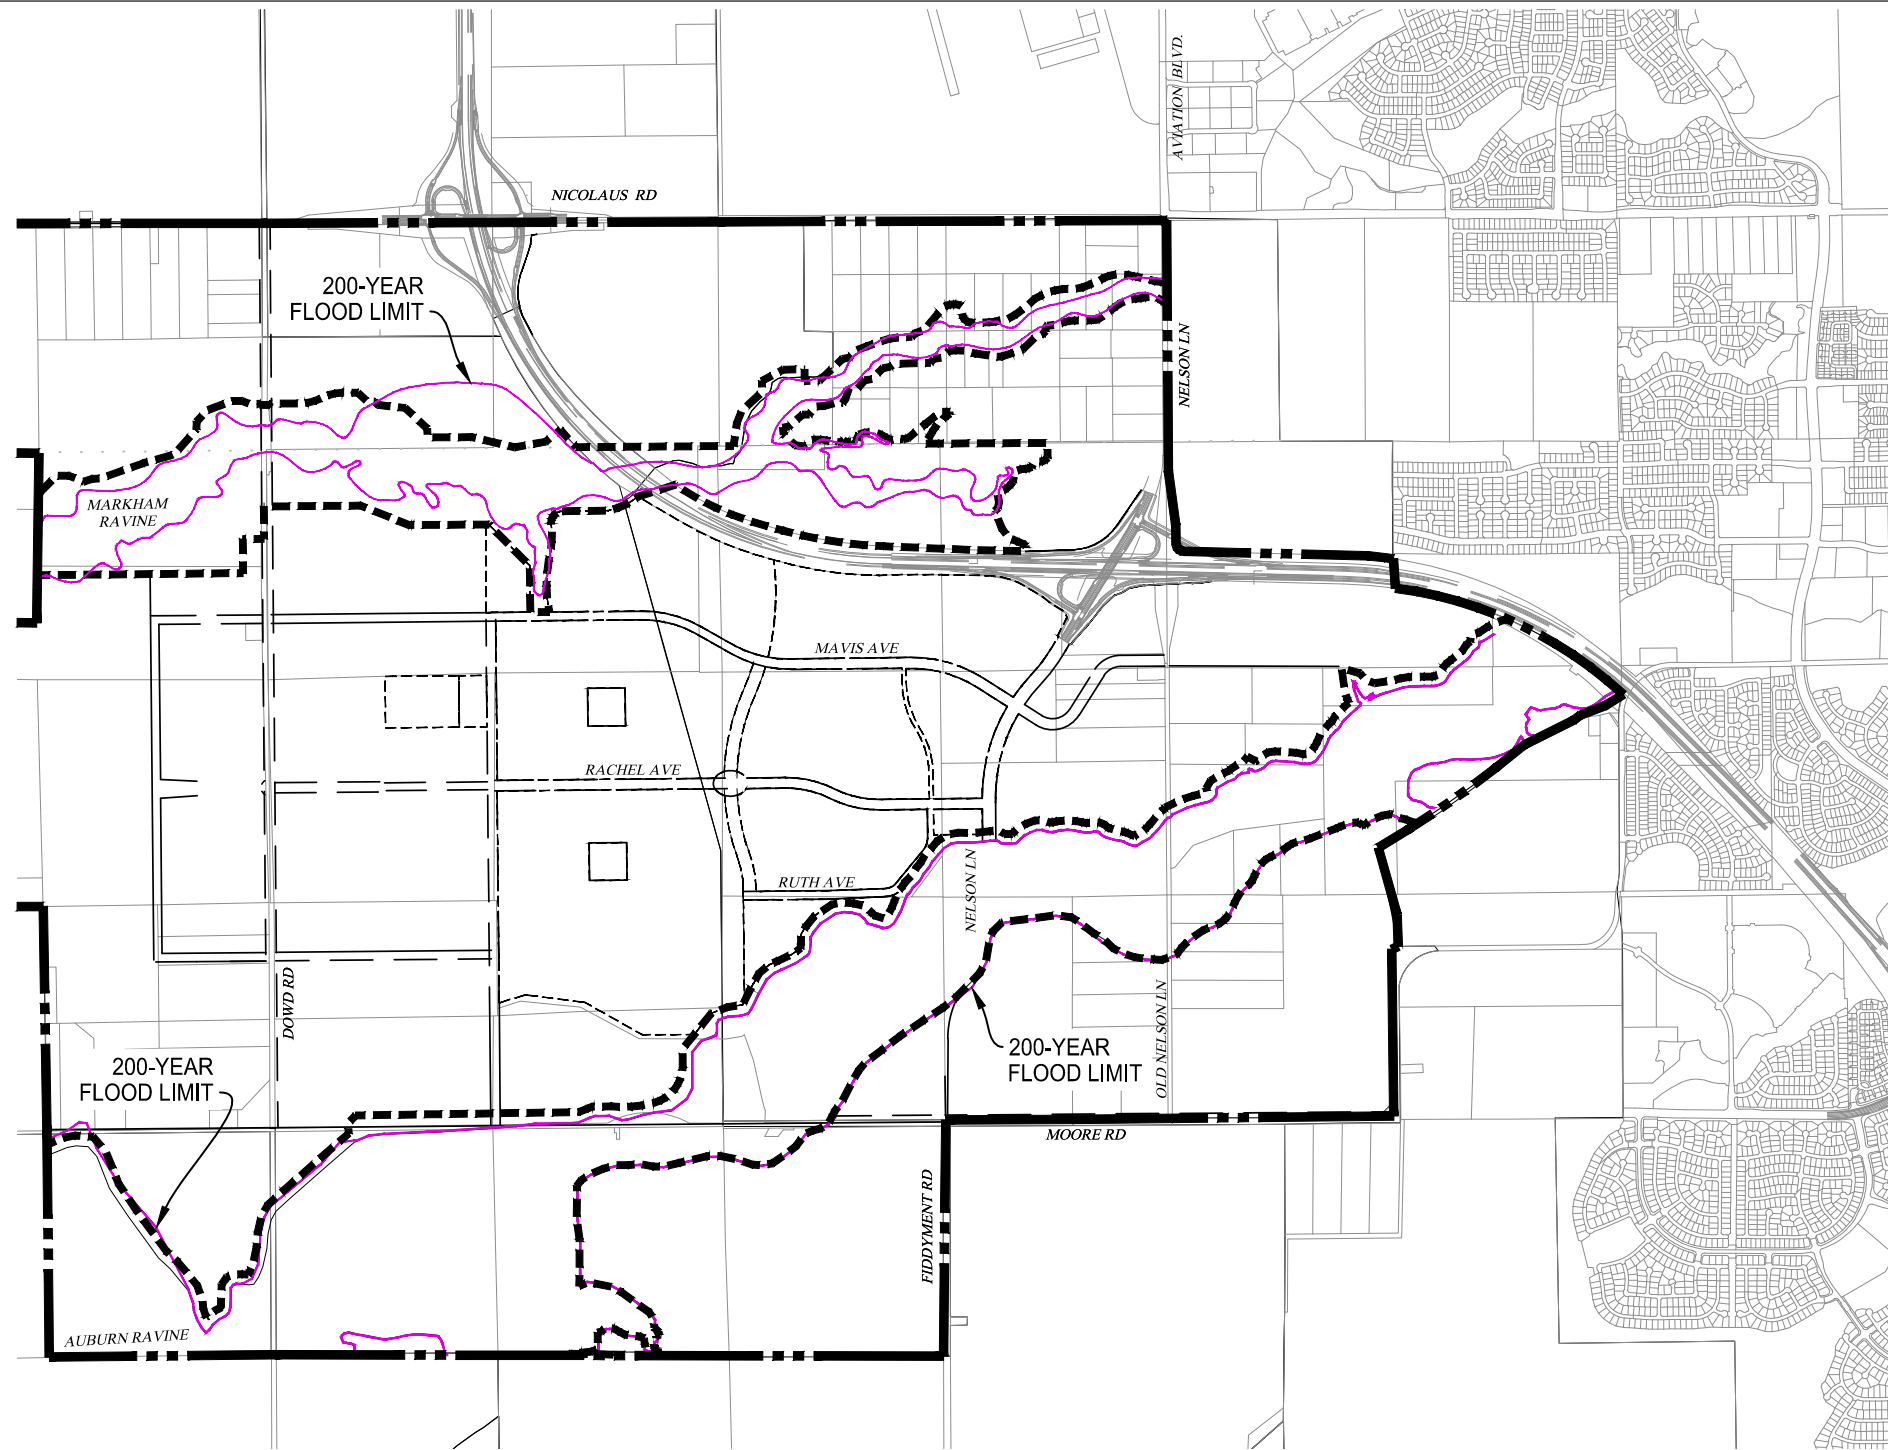 AVIATION BLVD.
NICOLAUS RD
200-YEAR
FLOOD LIMIT
NELSON LN
MARKHAM
RAVINE
MAVIS AVE
RACHEL AVE
RUTH AVE
NELSON LN
DOWD RD
OLD NELSON LN
200-YEAR
FLOOD LIMIT
200-YEAR
FLOOD LIMIT
MOORE RD
FIDDYMENT RD
AUBURN RAVINE